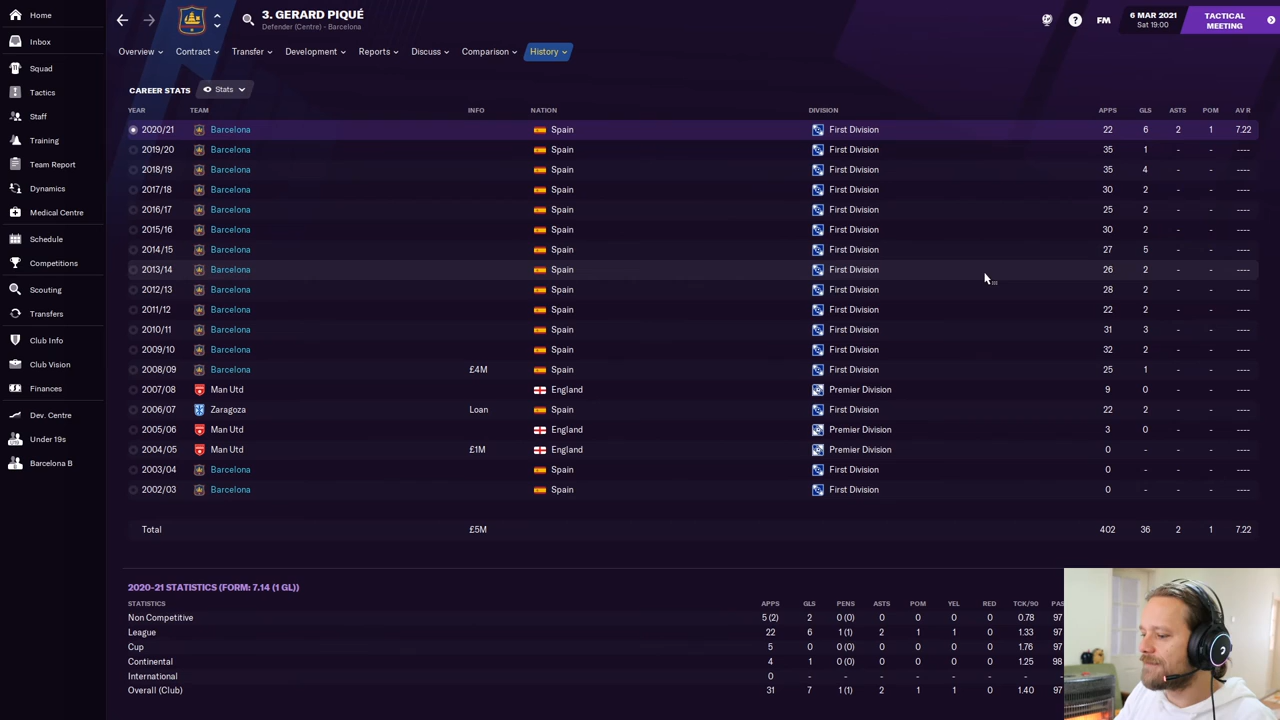 3. GERARD PIQUÉ
Defender (Centre) - Barcelona
FM
6 MAR 2021
Sat 19:00
TACTICAL MEETING
Home
Inbox
Squad
Tactics
Staff
Training
Team Report
Dynamics
Medical Centre
Schedule
Competitions
Scouting
Transfers
Club Info
Club Vision
Finances
Dev. Centre
Under 19s
Barcelona B
Overview Contract Transfer Development Reports Discuss Comparison History
CAREER STATS Stats
YEAR TEAM INFO NATION DIVISION APPS GLS ASTS POM AV R
2020/21 Barcelona Spain First Division 22 6 2 1 7.22
2019/20 Barcelona Spain First Division 35 1 - - ----
2018/19 Barcelona Spain First Division 35 4 - - ----
2017/18 Barcelona Spain First Division 30 2 - - ----
2016/17 Barcelona Spain First Division 25 2 - - ----
2015/16 Barcelona Spain First Division 30 2 - - ----
2014/15 Barcelona Spain First Division 27 5 - - ----
2013/14 Barcelona Spain First Division 26 2 - - ----
2012/13 Barcelona Spain First Division 28 2 - - ----
2011/12 Barcelona Spain First Division 22 2 - - ----
2010/11 Barcelona Spain First Division 31 3 - - ----
2009/10 Barcelona Spain First Division 32 2 - - ----
2008/09 Barcelona £4M Spain First Division 25 1 - - ----
2007/08 Man Utd England Premier Division 9 0 - - ----
2006/07 Zaragoza Loan Spain First Division 22 2 - - ----
2005/06 Man Utd England Premier Division 3 0 - - ----
2004/05 Man Utd £1M England Premier Division 0 - - - ----
2003/04 Barcelona Spain First Division 0 - - - ----
2002/03 Barcelona Spain First Division 0 - - - ----
Total £5M 402 36 2 1 7.22
2020-21 STATISTICS (FORM: 7.14 (1 GL))
STATISTICS APPS GLS PENS ASTS POM YEL RED TCK/90 PAS
Non Competitive 5 (2) 2 0 (0) 0 0 0 0 0.78 97
League 22 6 1 (1) 2 1 1 0 1.33 97
Cup 5 0 0 (0) 0 0 0 0 1.76 97
Continental 4 1 0 (0) 0 0 0 0 1.25 98
International 0 - - - - - - - -
Overall (Club) 31 7 1 (1) 2 1 1 0 1.40 97